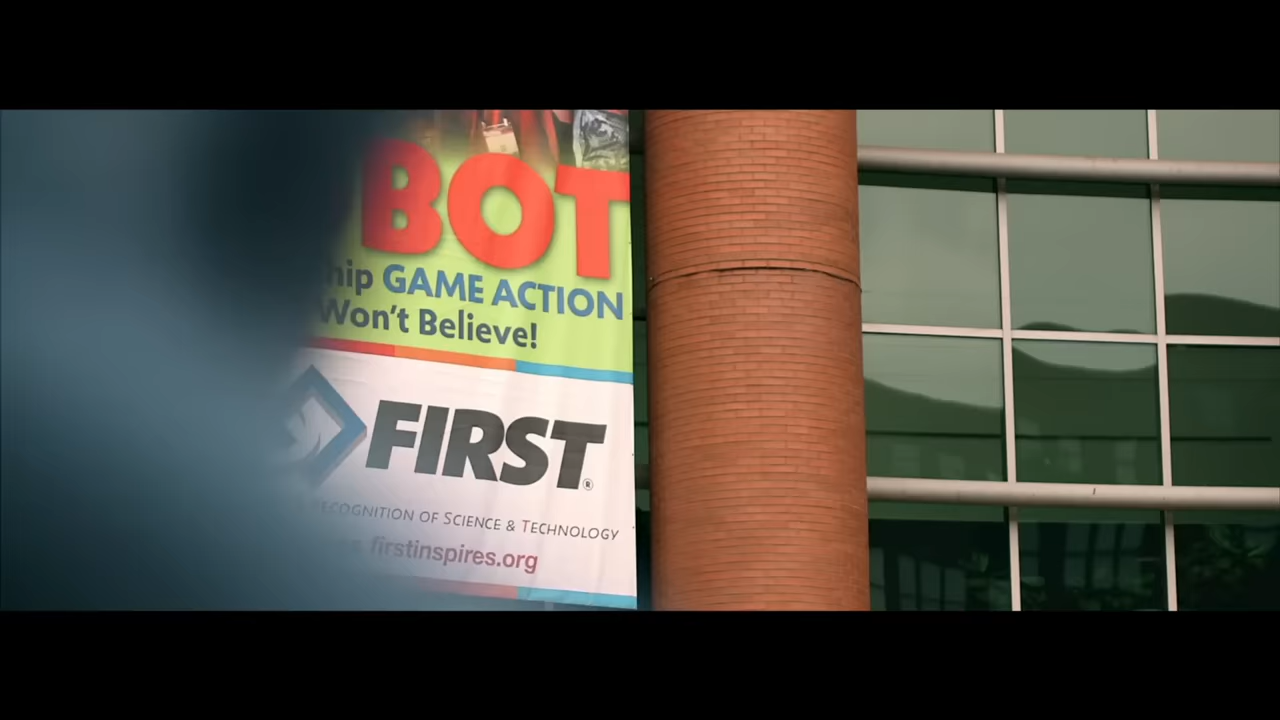 BOT
hip GAME ACTION
Won't Believe!
FIRST®
ECOGNITION OF SCIENCE & TECHNOLOGY
firstinspires.org